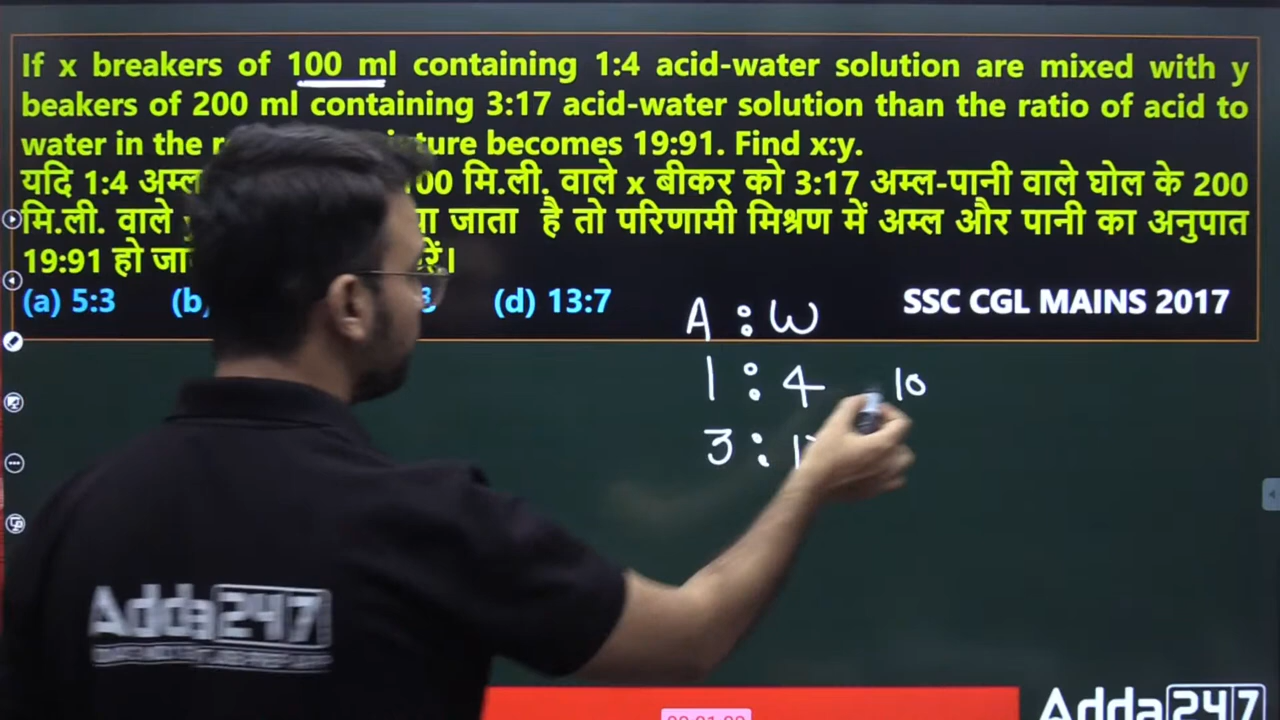 If x breakers of 100 ml containing 1:4 acid-water solution are mixed with y
beakers of 200 ml containing 3:17 acid-water solution than the ratio of acid to
water in the becomes 19:91. Find x:y.
यदि 1:4 00 मि.ली. वाले x बीकर को 3:17 अम्ल-पानी वाले घोल के 200
मि.ली. वाले जाता है तो परिणामी मिश्रण में अम्ल और पानी का अनुपात
19:91 हो
(a) 5:3 (d) 13:7 SSC CGL MAINS 2017
A : W
1 : 4 10
3 :
Adda247
Adda247